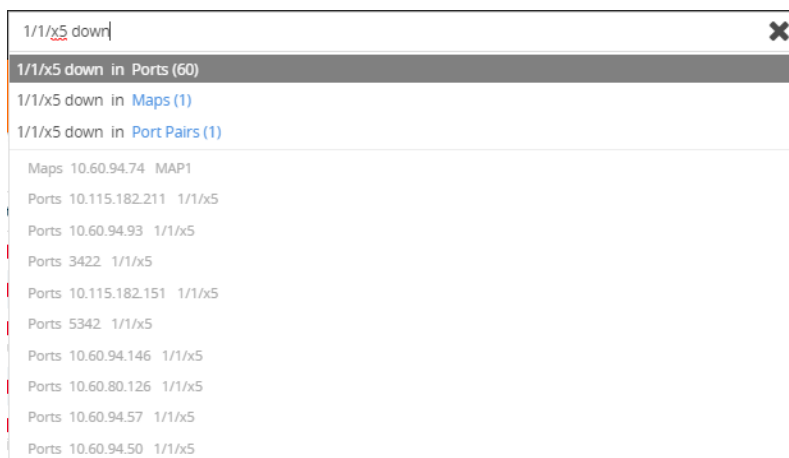 1/1/x5 down
1/1/x5 down in Ports (60)
1/1/x5 down in Maps (1)
1/1/x5 down in Port Pairs (1)
Maps 10.60.94.74 MAP1
Ports 10.115.182.211 1/1/x5
Ports 10.60.94.93 1/1/x5
Ports 3422 1/1/x5
Ports 10.115.182.151 1/1/x5
Ports 5342 1/1/x5
Ports 10.60.94.146 1/1/x5
Ports 10.60.80.126 1/1/x5
Ports 10.60.94.57 1/1/x5
Ports 10.60.94.50 1/1/x5